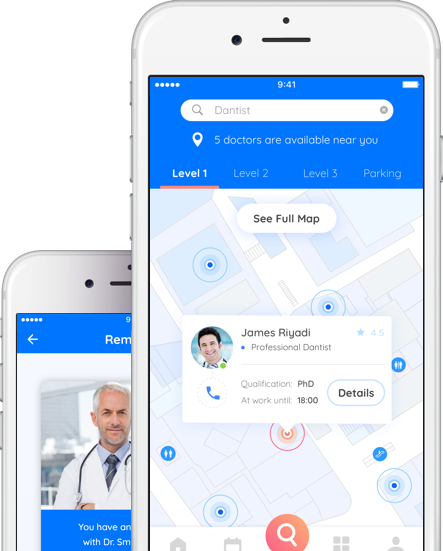 9:41
Dantist
5 doctors are available near you
Level 1 Level 2 Level 3 Parking
See Full Map
James Riyadi 4.5
Professional Dantist
Qualification: PhD
At work until: 18:00
Details
9
Rem
You have an
with Dr. Sm